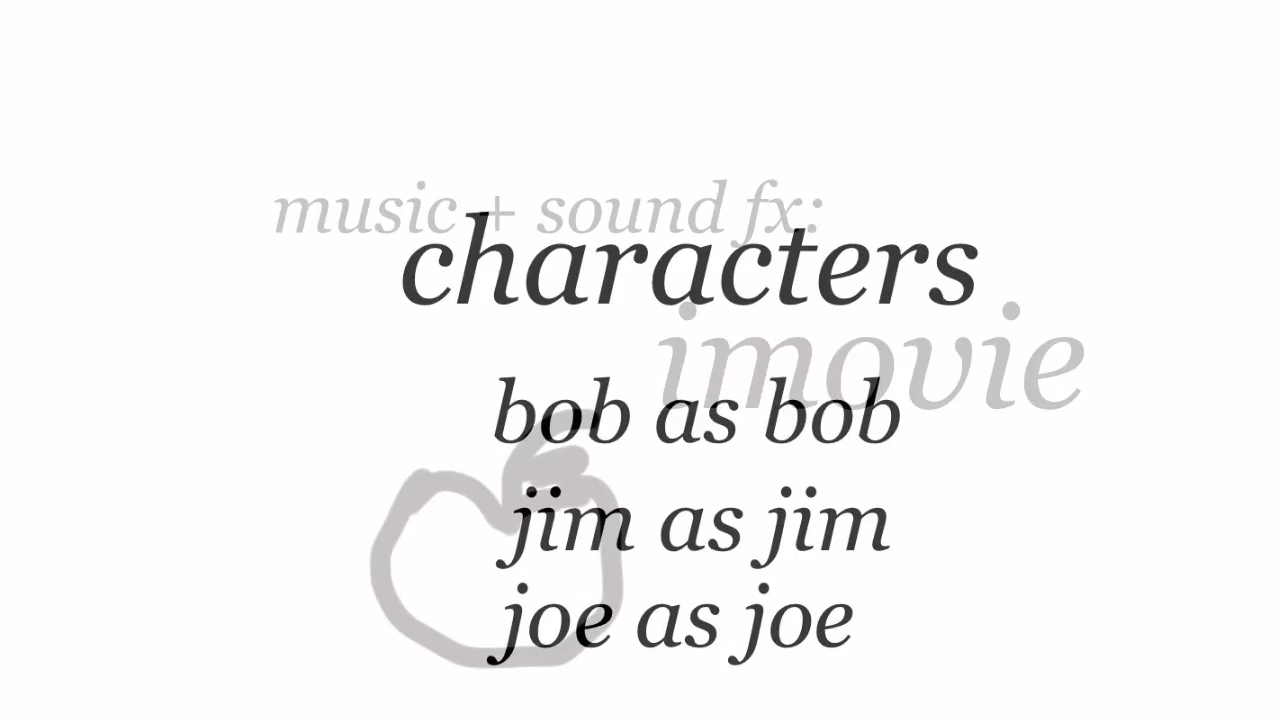 music + sound fx:
characters
imovie
bob as bob
jim as jim
joe as joe